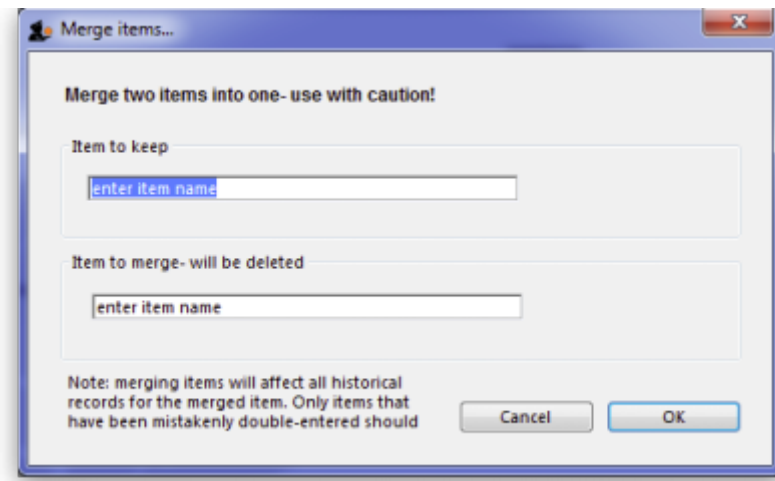 Merge items...
Merge two items into one- use with caution!
Item to keep
enter item name
Item to merge- will be deleted
enter item name
Note: merging items will affect all historical
records for the merged item. Only items that
have been mistakenly double-entered should
Cancel
OK